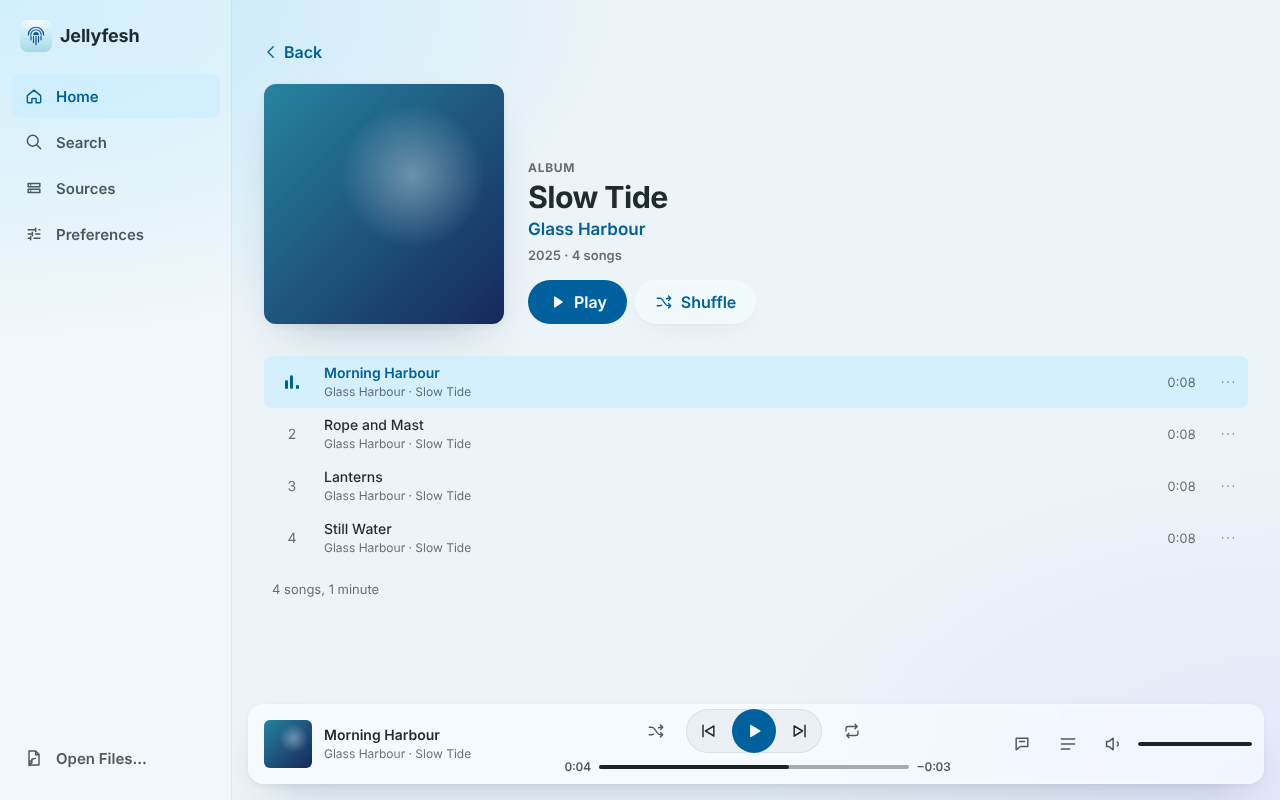 Jellyfesh
Home
Search
Sources
Preferences
Open Files...
Back
ALBUM
Slow Tide
Glass Harbour
2025 · 4 songs
Play
Shuffle
Morning Harbour
Glass Harbour · Slow Tide
0:08
2
Rope and Mast
Glass Harbour · Slow Tide
0:08
3
Lanterns
Glass Harbour · Slow Tide
0:08
4
Still Water
Glass Harbour · Slow Tide
0:08
4 songs, 1 minute
Morning Harbour
Glass Harbour · Slow Tide
0:04
−0:03